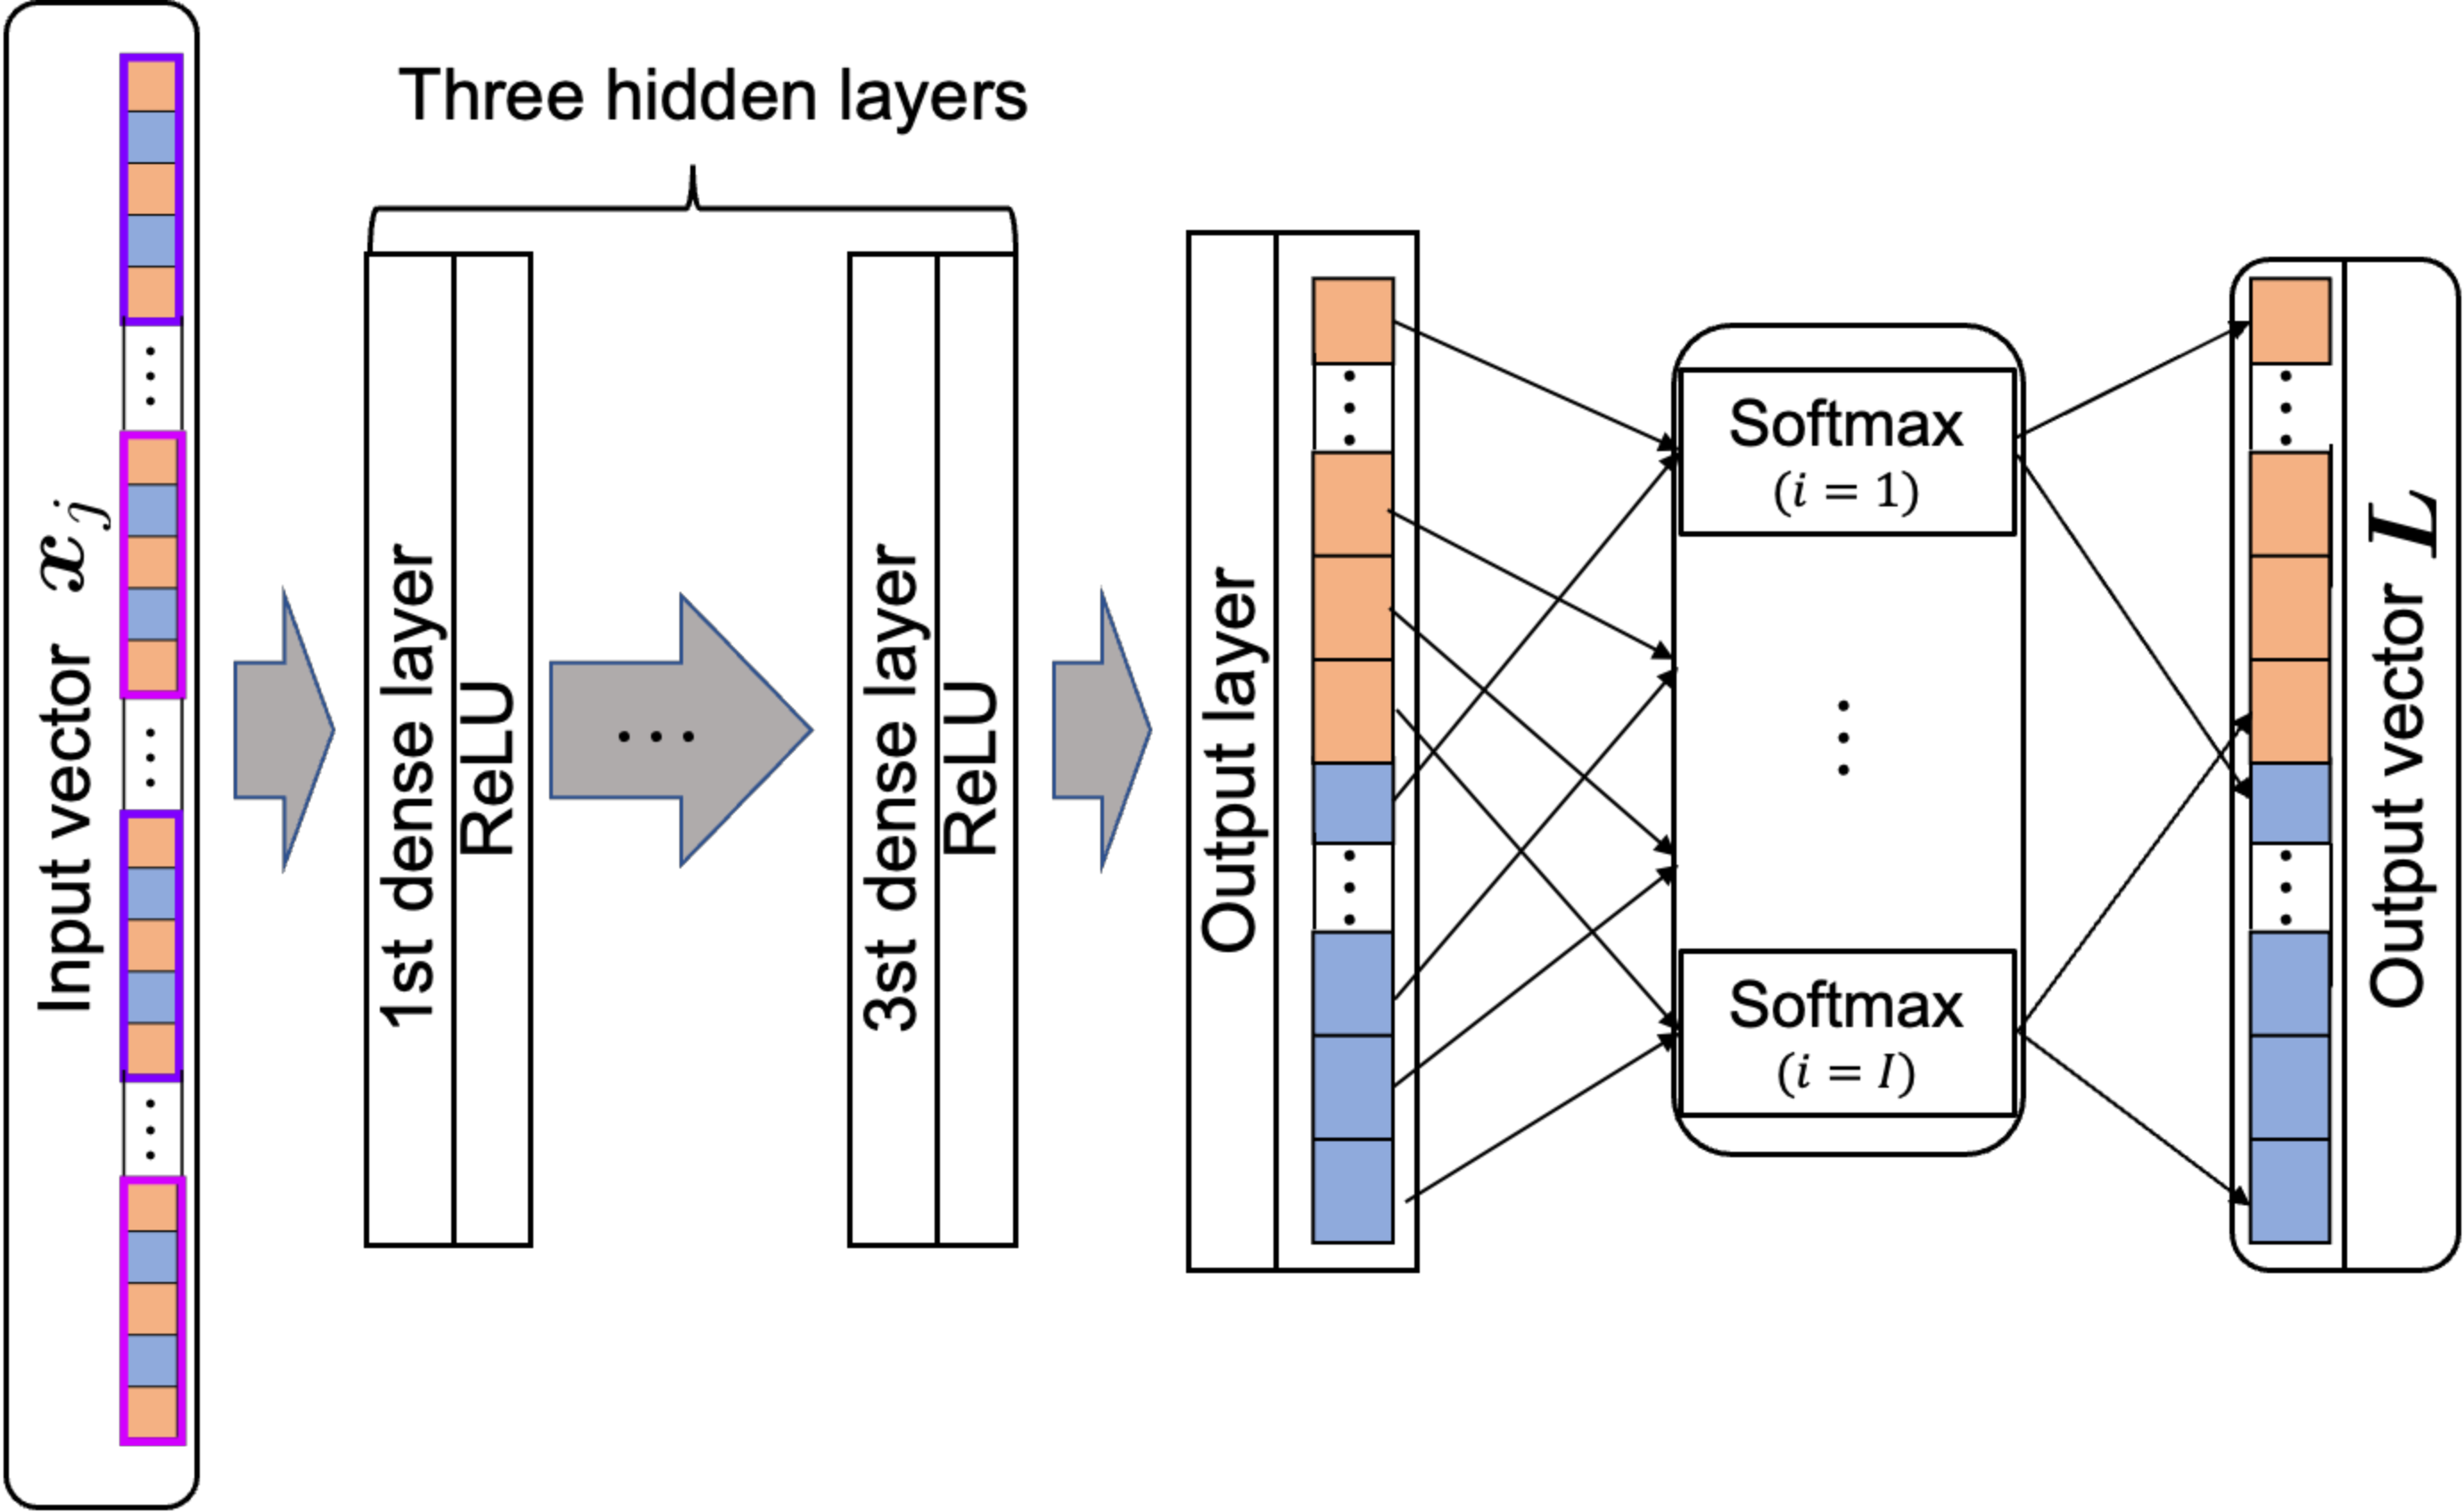 Input vector x_j
Three hidden layers
1st dense layer
ReLU
...
3st dense layer
ReLU
Output layer
Softmax
(i = 1)
Softmax
(i = I)
Output vector L